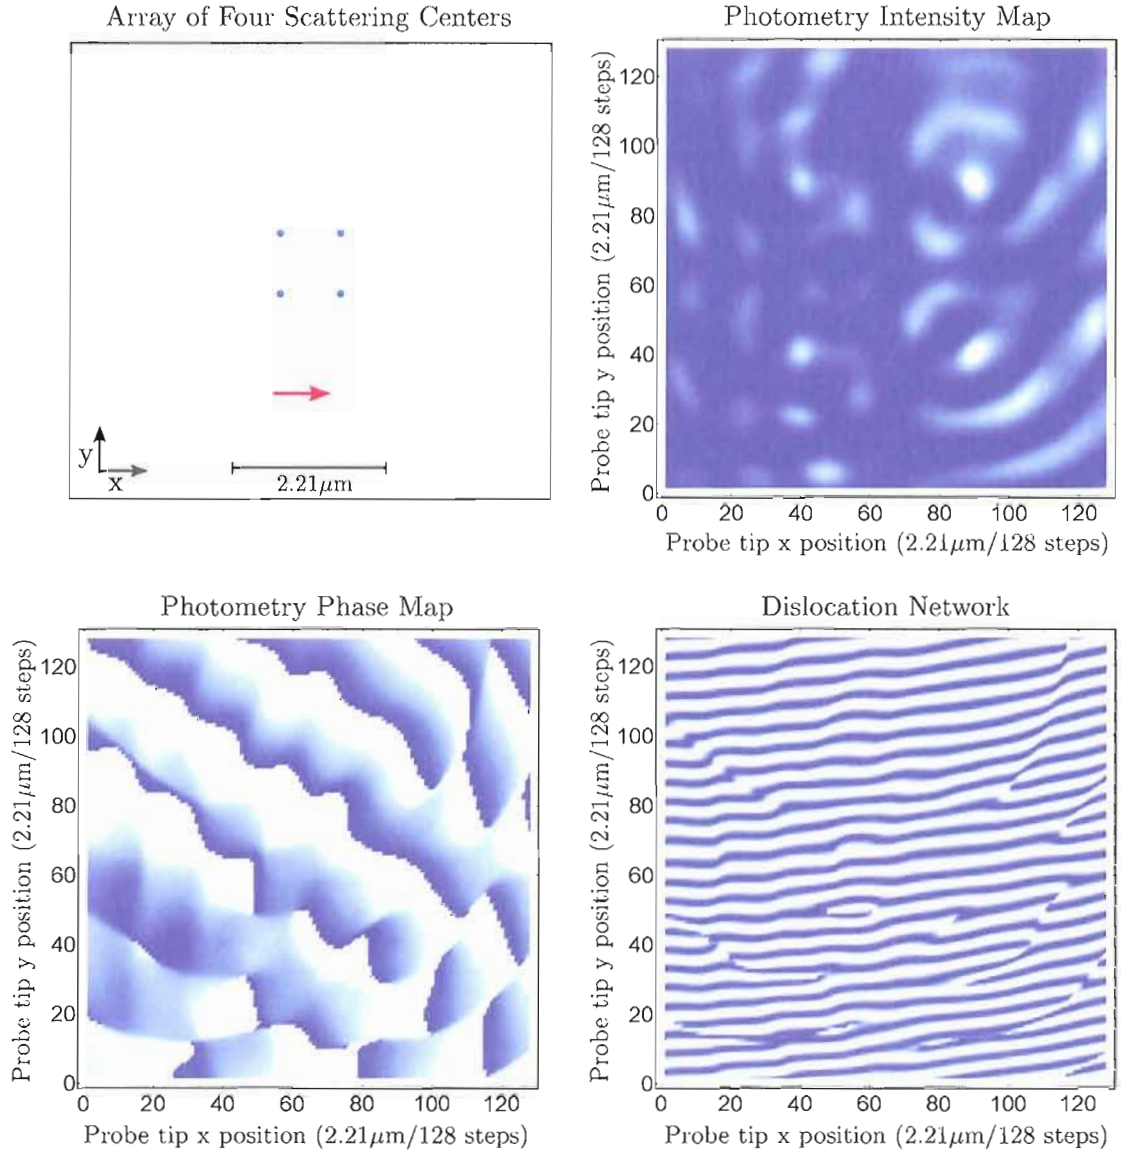 Array of Four Scattering Centers
y
x
2.21μm
Photometry Intensity Map
Probe tip y position (2.21μm/128 steps)
120
100
80
60
40
20
0
0 20 40 60 80 100 120
Probe tip x position (2.21μm/128 steps)
Photometry Phase Map
Probe tip y position (2.21μm/128 steps)
120
100
80
60
40
20
0
0 20 40 60 80 100 120
Probe tip x position (2.21μm/128 steps)
Dislocation Network
Probe tip y position (2.21μm/128 steps)
120
100
80
60
40
20
0
0 20 40 60 80 100 120
Probe tip x position (2.21μm/128 steps)